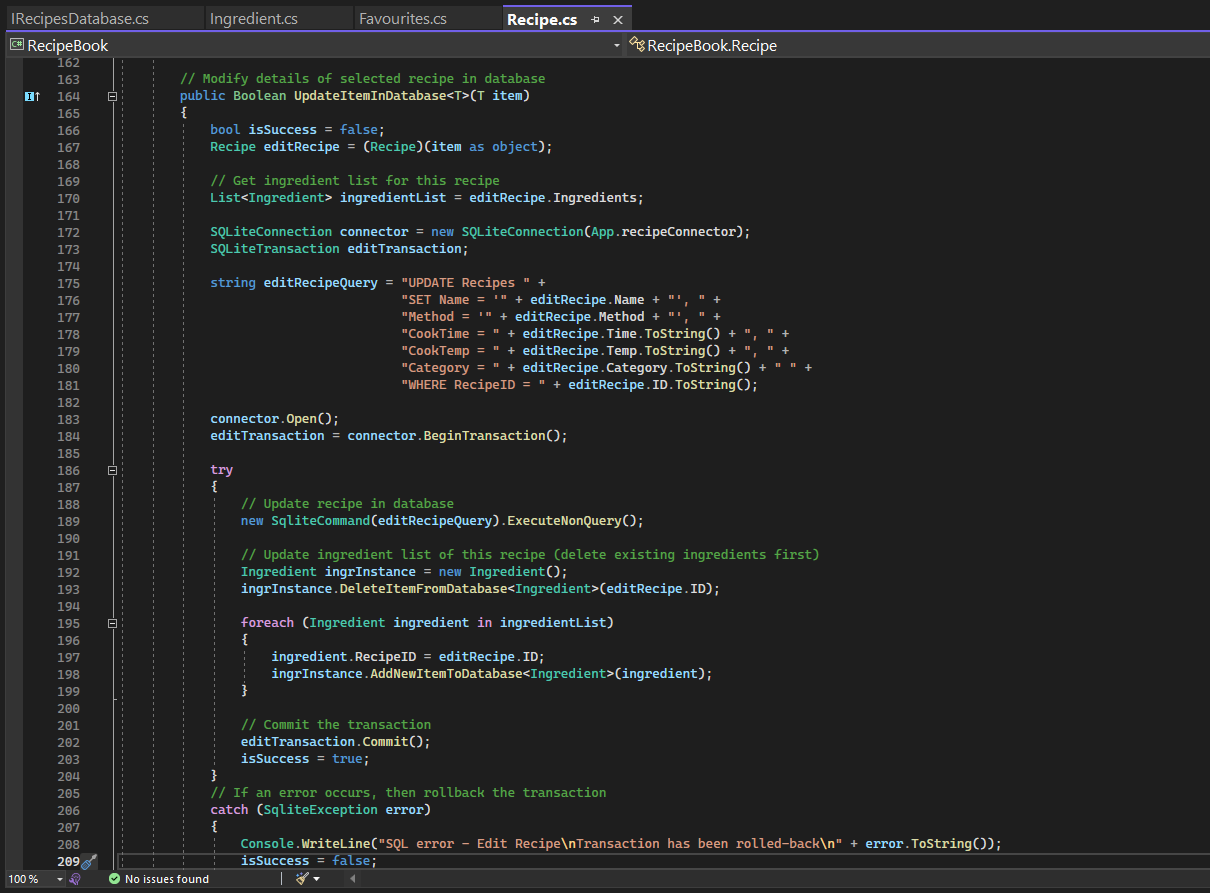 IRecipesDatabase.cs Ingredient.cs Favourites.cs Recipe.cs
C# RecipeBook RecipeBook.Recipe
162
163 // Modify details of selected recipe in database
164 public Boolean UpdateItemInDatabase<T>(T item)
165 {
166 bool isSuccess = false;
167 Recipe editRecipe = (Recipe)(item as object);
168
169 // Get ingredient list for this recipe
170 List<Ingredient> ingredientList = editRecipe.Ingredients;
171
172 SQLiteConnection connector = new SQLiteConnection(App.recipeConnector);
173 SQLiteTransaction editTransaction;
174
175 string editRecipeQuery = "UPDATE Recipes " +
176 "SET Name = '" + editRecipe.Name + "', " +
177 "Method = '" + editRecipe.Method + "', " +
178 "CookTime = " + editRecipe.Time.ToString() + ", " +
179 "CookTemp = " + editRecipe.Temp.ToString() + ", " +
180 "Category = " + editRecipe.Category.ToString() + " " +
181 "WHERE RecipeID = " + editRecipe.ID.ToString();
182
183 connector.Open();
184 editTransaction = connector.BeginTransaction();
185
186 try
187 {
188 // Update recipe in database
189 new SqliteCommand(editRecipeQuery).ExecuteNonQuery();
190
191 // Update ingredient list of this recipe (delete existing ingredients first)
192 Ingredient ingrInstance = new Ingredient();
193 ingrInstance.DeleteItemFromDatabase<Ingredient>(editRecipe.ID);
194
195 foreach (Ingredient ingredient in ingredientList)
196 {
197 ingredient.RecipeID = editRecipe.ID;
198 ingrInstance.AddNewItemToDatabase<Ingredient>(ingredient);
199 }
200
201 // Commit the transaction
202 editTransaction.Commit();
203 isSuccess = true;
204 }
205 // If an error occurs, then rollback the transaction
206 catch (SqliteException error)
207 {
208 Console.WriteLine("SQL error - Edit Recipe\nTransaction has been rolled-back\n" + error.ToString());
209 isSuccess = false;
100 % No issues found